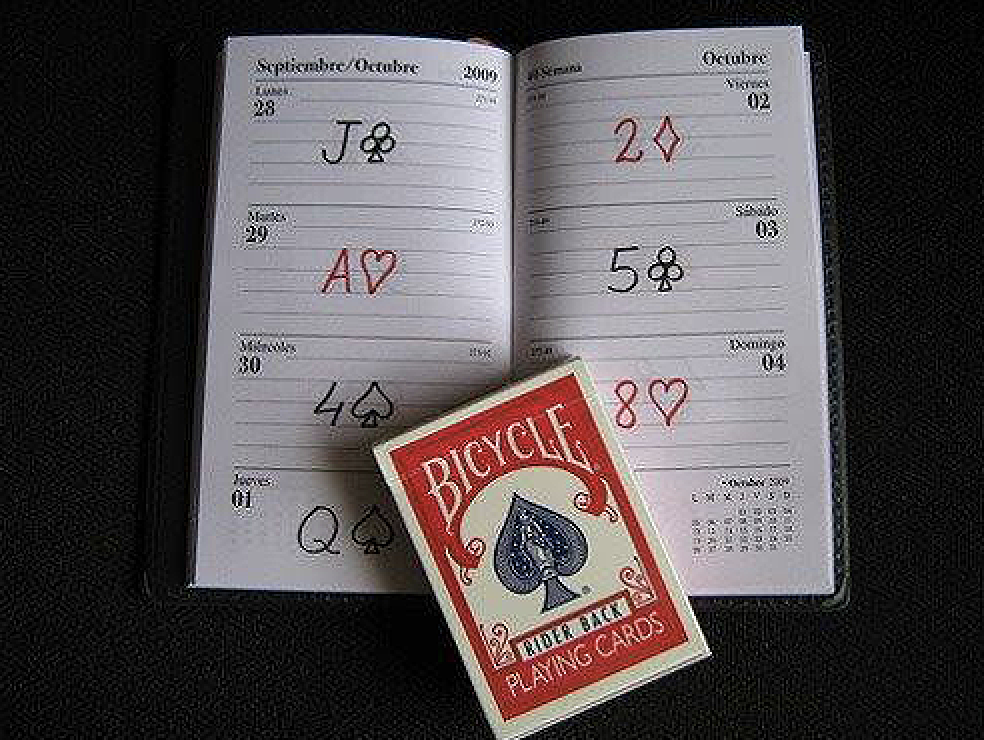 Septiembre/Octubre 2009
Lunes
28
J♣
Martes
29
A♥
Miércoles
30
4♠
Jueves
01
Q♠
Semana Octubre
Viernes
02
2♦
Sábado
03
5♣
Domingo
04
8♥
Octubre 2009
L M X J V S D
BICYCLE
RIDER BACK
PLAYING CARDS